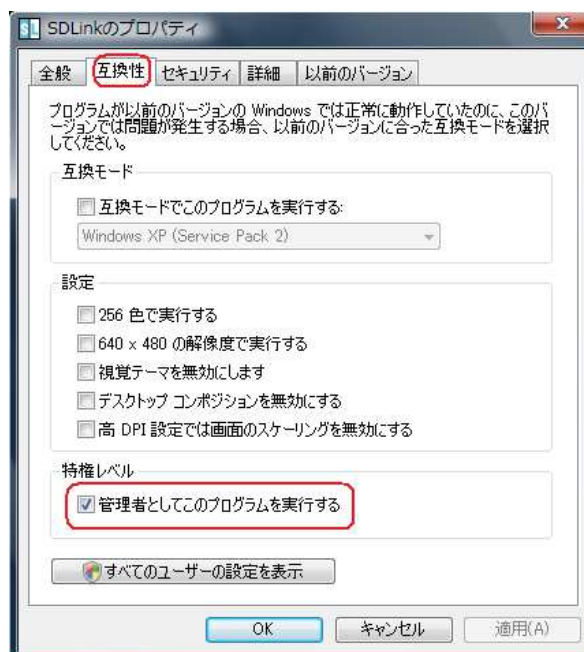 SL SDLinkのプロパティ
全般 互換性 セキュリティ 詳細 以前のバージョン
プログラムが以前のバージョンの Windows では正常に動作していたのに、このバ
ージョンでは問題が発生する場合、以前のバージョンに合った互換モードを選択
してください。
互換モード
互換モードでこのプログラムを実行する:
Windows XP (Service Pack 2)
設定
256 色で実行する
640 x 480 の解像度で実行する
視覚テーマを無効にします
デスクトップ コンポジションを無効にする
高 DPI 設定では画面のスケーリングを無効にする
特権レベル
管理者としてこのプログラムを実行する
すべてのユーザーの設定を表示
OK キャンセル 適用(A)